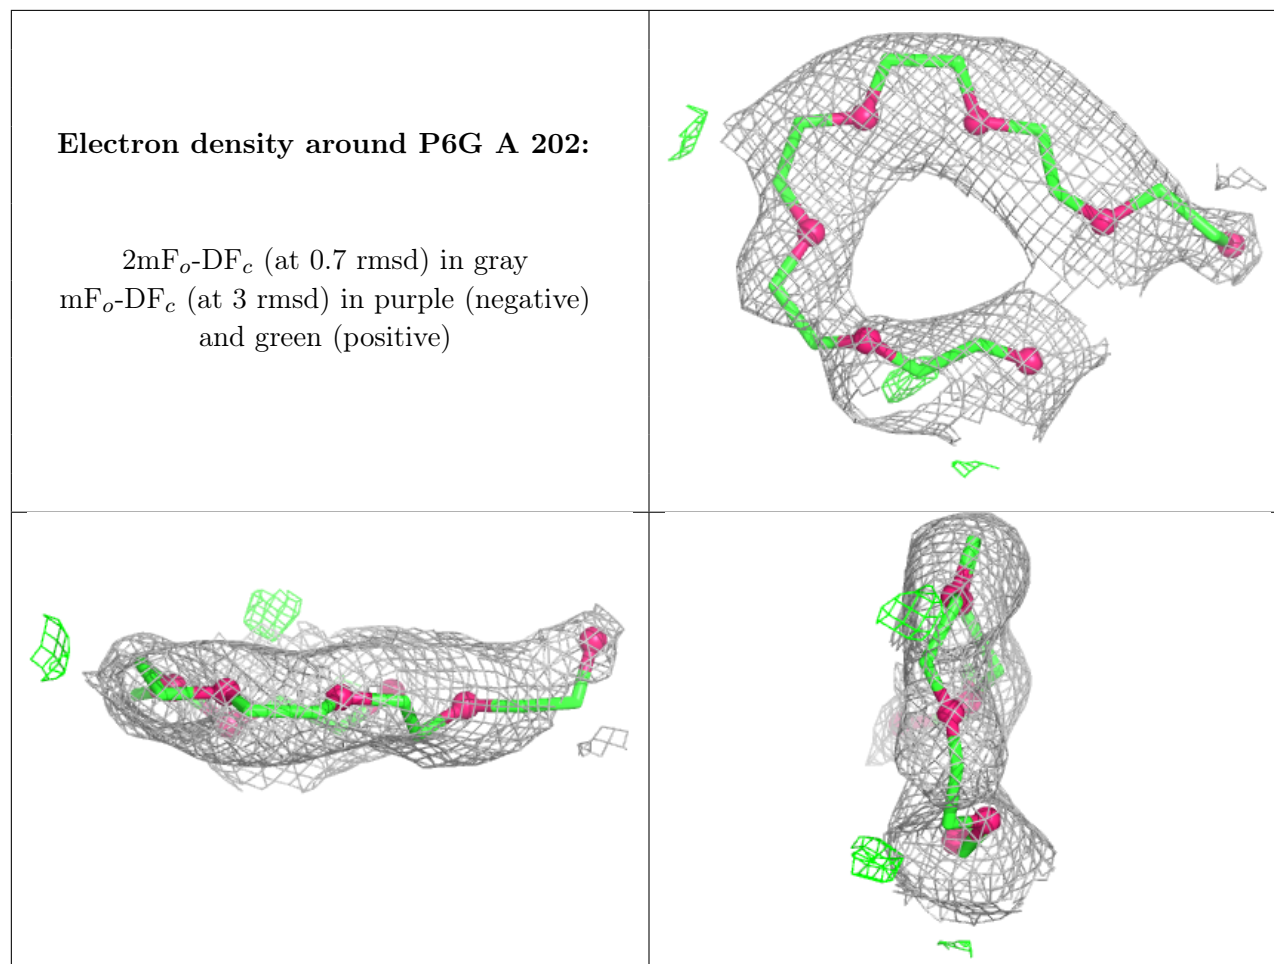 Electron density around P6G A 202:
2mFo-DFc (at 0.7 rmsd) in gray
mFo-DFc (at 3 rmsd) in purple (negative)
and green (positive)